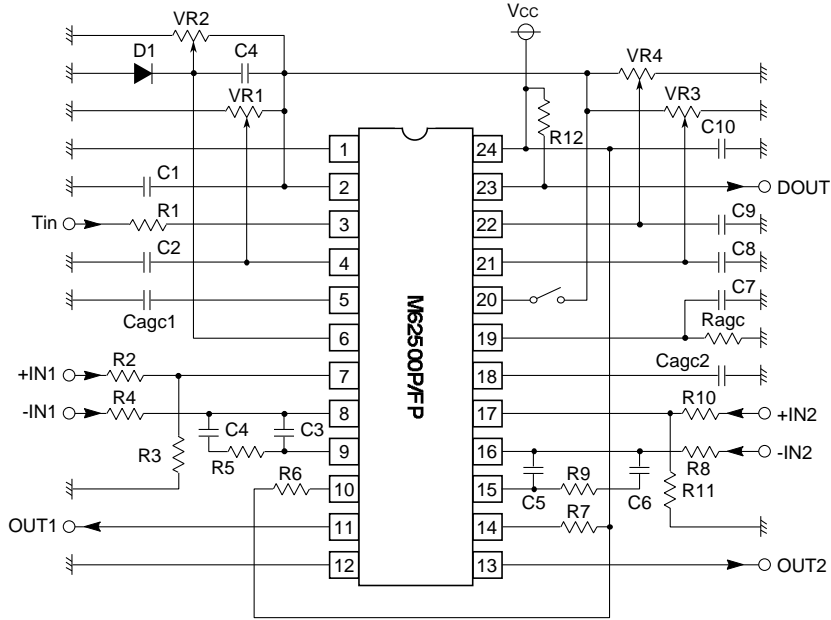 VR2
VCC
D1
C4
VR4
VR1
VR3
R12
C10
1
24
C1
2
23
DOUT
Tin
R1
3
22
C9
C2
4
21
C8
Cagc1
5
20
C7
M62500P/FP
6
19
Ragc
Cagc2
+IN1
R2
7
18
-IN1
R4
8
17
R10
+IN2
R3
C4
C3
R5
9
16
R8
-IN2
R6
10
15
C5
R9
C6
R11
OUT1
11
14
R7
12
13
OUT2